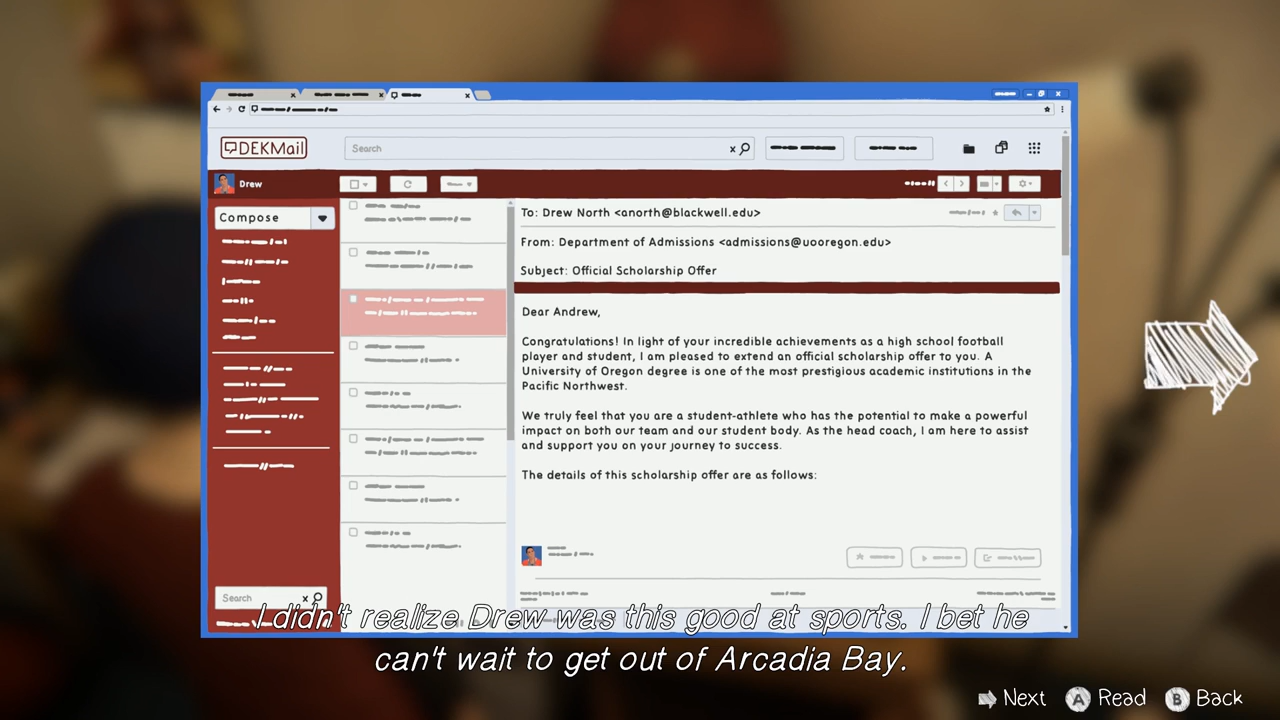 DEKMail
Search
Drew
Compose
To: Drew North <anorth@blackwell.edu>
From: Department of Admissions <admissions@uooregon.edu>
Subject: Official Scholarship Offer
Dear Andrew,
Congratulations! In light of your incredible achievements as a high school football
player and student, I am pleased to extend an official scholarship offer to you. A
University of Oregon degree is one of the most prestigious academic institutions in the
Pacific Northwest.
We truly feel that you are a student-athlete who has the potential to make a powerful
impact on both our team and our student body. As the head coach, I am here to assist
and support you on your journey to success.
The details of this scholarship offer are as follows:
Search
I didn't realize Drew was this good at sports. I bet he
can't wait to get out of Arcadia Bay.
Next A Read B Back